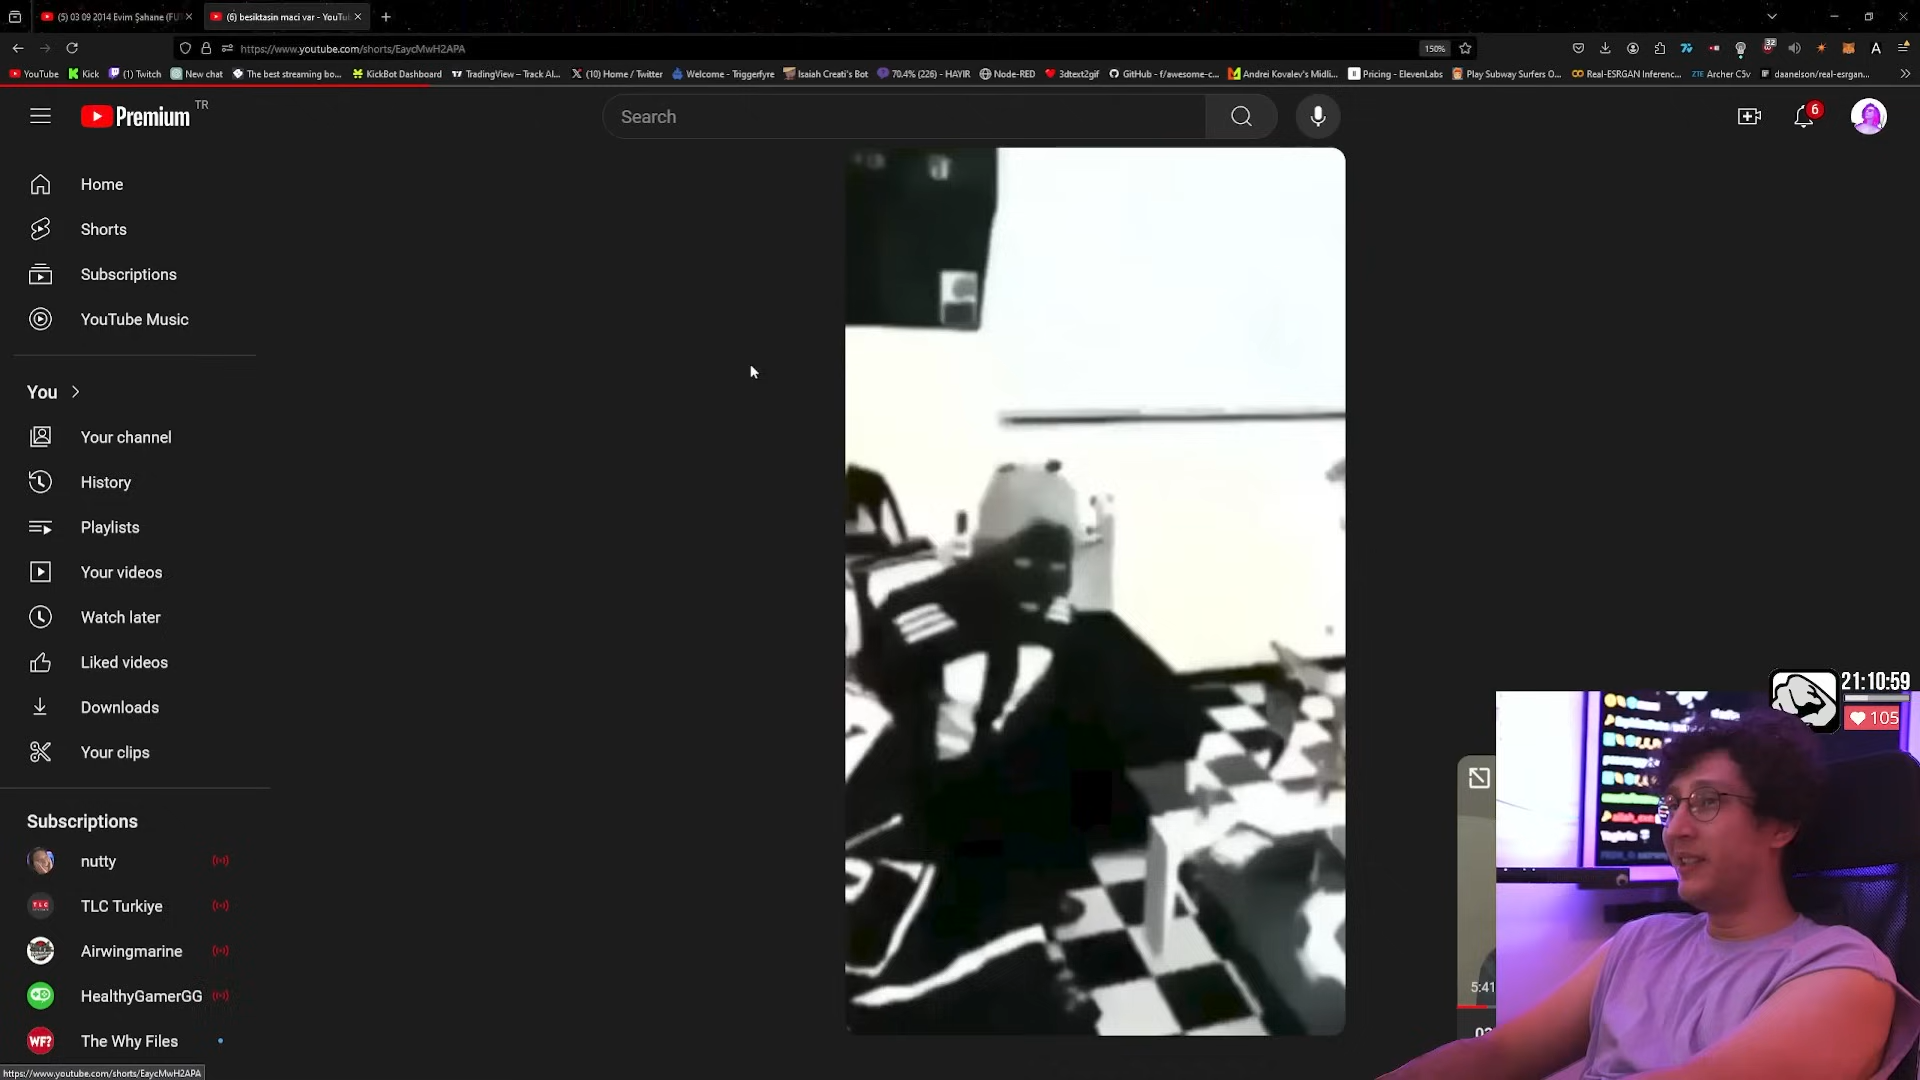 (5) 03 09 2014 Evim Şahane (FU
(6) besiktasin maci var - YouTu
https://www.youtube.com/shorts/EaycMwH2APA
150%
32
YouTube
Kick
(1) Twitch
New chat
The best streaming bo...
KickBot Dashboard
TradingView – Track Al...
(10) Home / Twitter
Welcome - Triggerfyre
Isaiah Creati's Bot
70.4% (226) - HAYIR
Node-RED
3dtext2gif
GitHub - f/awesome-c...
Andrei Kovalev's Midli...
Pricing - ElevenLabs
Play Subway Surfers O...
Real-ESRGAN Inferenc...
Archer C5v
daanelson/real-esrgan...
Premium
TR
Search
6
Home
Shorts
Subscriptions
YouTube Music
You
Your channel
History
Playlists
Your videos
Watch later
Liked videos
Downloads
Your clips
Subscriptions
nutty
TLC Turkiye
Airwingmarine
HealthyGamerGG
WF?
The Why Files
https://www.youtube.com/shorts/EaycMwH2APA
21:10:59
105
5:41